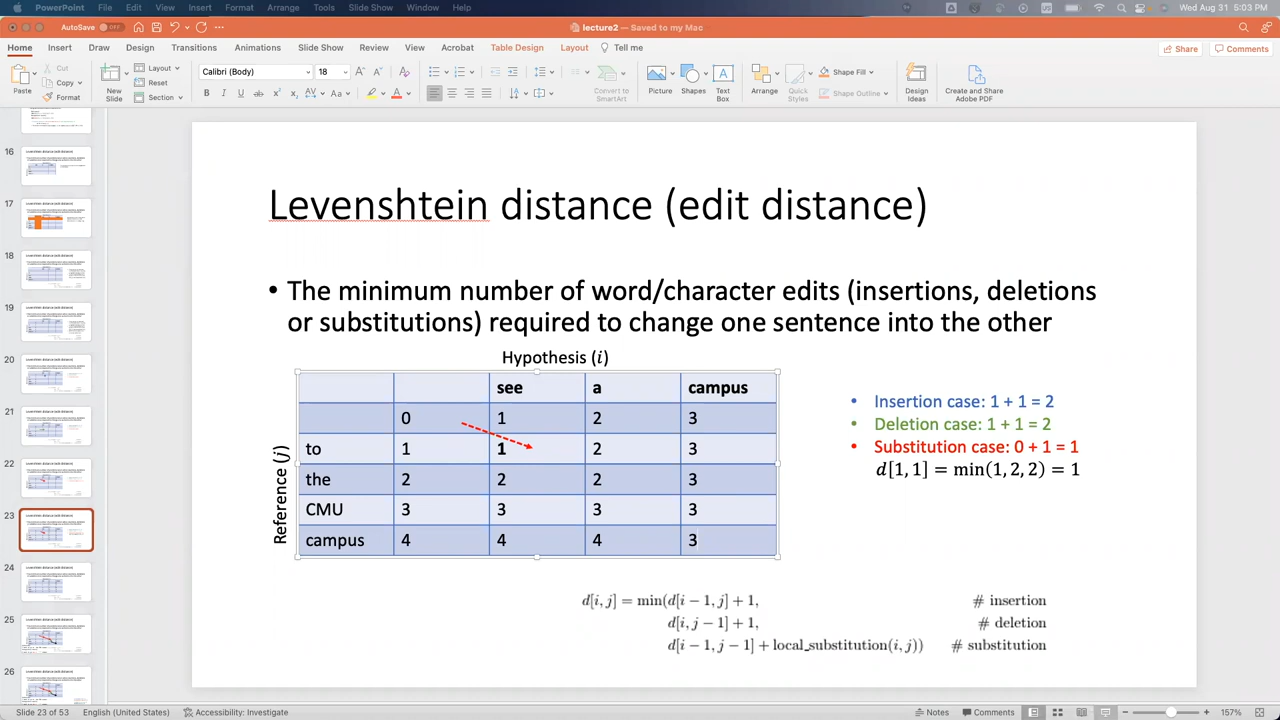 PowerPoint File Edit View Insert Format Arrange Tools Slide Show Window Help Wed Aug 31 5:03 PM
AutoSave OFF lecture2 — Saved to my Mac
Home Insert Draw Design Transitions Animations Slide Show Review View Acrobat Table Design Layout Tell me Share Comments
Paste Cut Copy Format New Slide Layout Reset Section Calibri (Body) 18 Convert to SmartArt Picture Shapes Text Box Arrange Quick Styles Shape Fill Shape Outline Design Ideas Create and Share Adobe PDF
16
18
19
20
21
22
23
24
25
26
Levenshtein distance (edit distance)
• The minimum number of word/character edits (insertions,  deletions
substitutions required to change sentence into the other
Hypothesis (i)
a campus
0 2 3
to 1 1 2 3
the 2 2 3
CMU 3 3 3 3
campus 4 4 4 3
Reference (j)
• Insertion case: 1 + 1 = 2
• Deletion case: 1 + 1 = 2
• Substitution case: 0 + 1 = 1
d[1,1] = min(1, 2, 2) = 1
d[i, j] = min(d[i − 1, j] + 1, # insertion
d[i, j − 1] + 1, # deletion
d[i − 1, j − 1] + local_substitution(i, j)) # substitution
Slide 23 of 53 English (United States) Accessibility: Investigate Notes Comments 157%